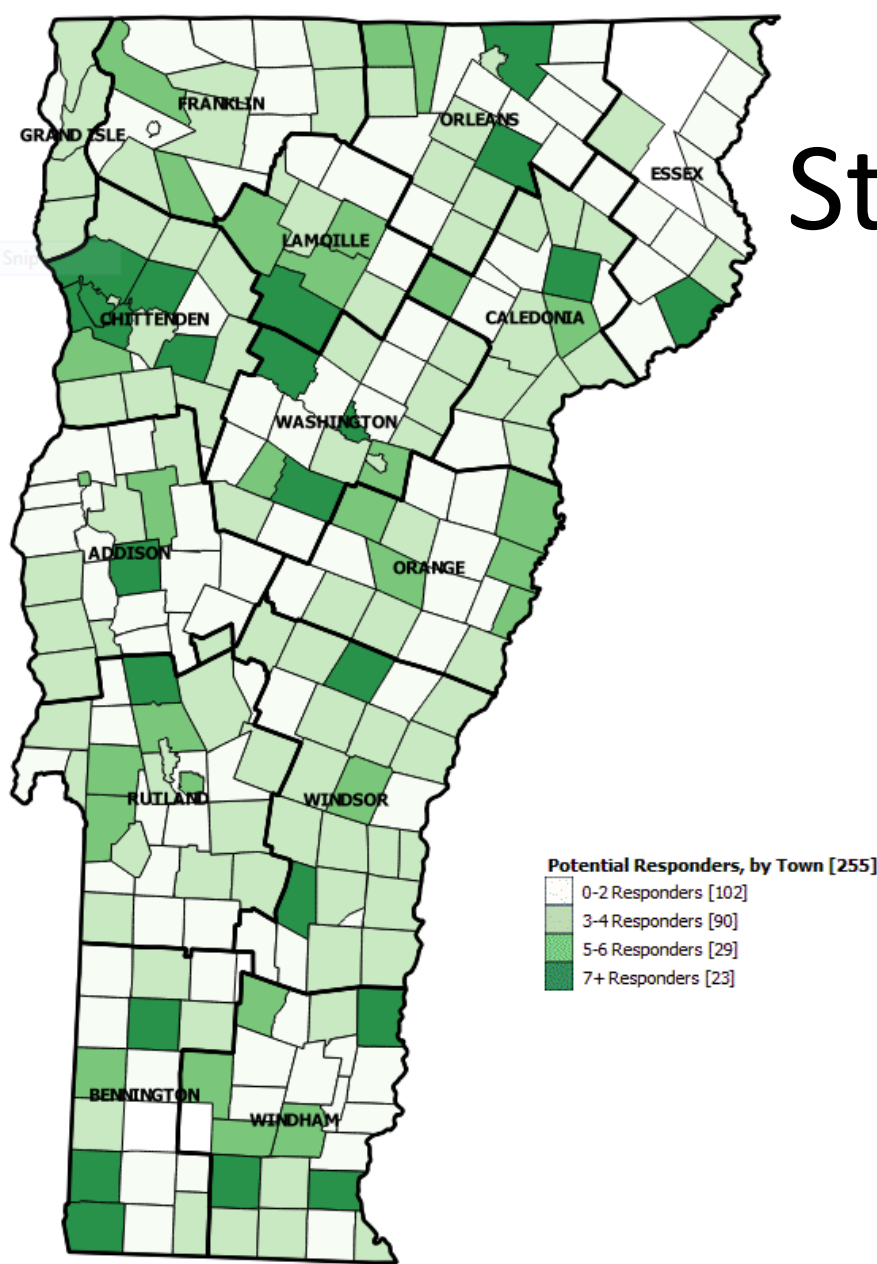 St
FRANKLIN
GRAND ISLE
ORLEANS
ESSEX
LAMOILLE
Snip
CHITTENDEN
CALEDONIA
WASHINGTON
ADDISON
ORANGE
RUTLAND
WINDSOR
Potential Responders, by Town [255]
0-2 Responders [102]
3-4 Responders [90]
5-6 Responders [29]
7+ Responders [23]
BENNINGTON
WINDHAM